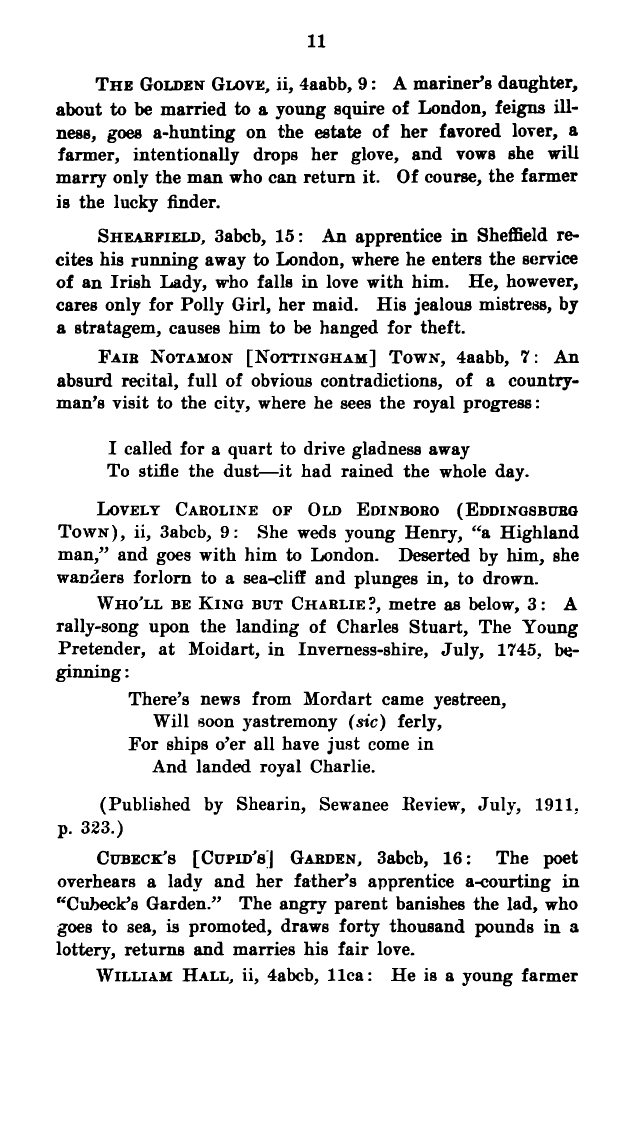 11
THE GOLDEN GLOVE, ii, 4aabb, 9: A mariner's daughter,
about to be married to a young squire of London, feigns ill-
ness, goes a-hunting on the estate of her favored lover, a
farmer, intentionally drops her glove, and vows she will
marry only the man who can return it. Of course, the farmer
is the lucky finder.
SHEARFIELD, 3abcb, 15: An apprentice in Sheffield re-
cites his running away to London, where he enters the service
of an Irish Lady, who falls in love with him. He, however,
cares only for Polly Girl, her maid. His jealous mistress, by
a stratagem, causes him to be hanged for theft.
FAIR NOTAMON [NOTTINGHAM] TOWN, 4aabb, 7: An
absurd recital, full of obvious contradictions, of a country-
man's visit to the city, where he sees the royal progress:
I called for a quart to drive gladness away
To stifle the dust—it had rained the whole day.
LOVELY CAROLINE OF OLD EDINBORO (EDDINGSBURG
TOWN), ii, 3abcb, 9: She weds young Henry, "a Highland
man," and goes with him to London. Deserted by him, she
wanders forlorn to a sea-cliff and plunges in, to drown.
WHO'LL BE KING BUT CHARLIE?, metre as below, 3: A
rally-song upon the landing of Charles Stuart, The Young
Pretender, at Moidart, in Inverness-shire, July, 1745, be-
ginning:
There's news from Mordart came yestreen,
Will soon yastremony (sic) ferly,
For ships o'er all have just come in
And landed royal Charlie.
(Published by Shearin, Sewanee Review, July, 1911,
p. 323.)
CUBECK'S [CUPID'S] GARDEN, 3abcb, 16: The poet
overhears a lady and her father's apprentice a-courting in
"Cubeck's Garden." The angry parent banishes the lad, who
goes to sea, is promoted, draws forty thousand pounds in a
lottery, returns and marries his fair love.
WILLIAM HALL, ii, 4abcb, 11ca: He is a young farmer